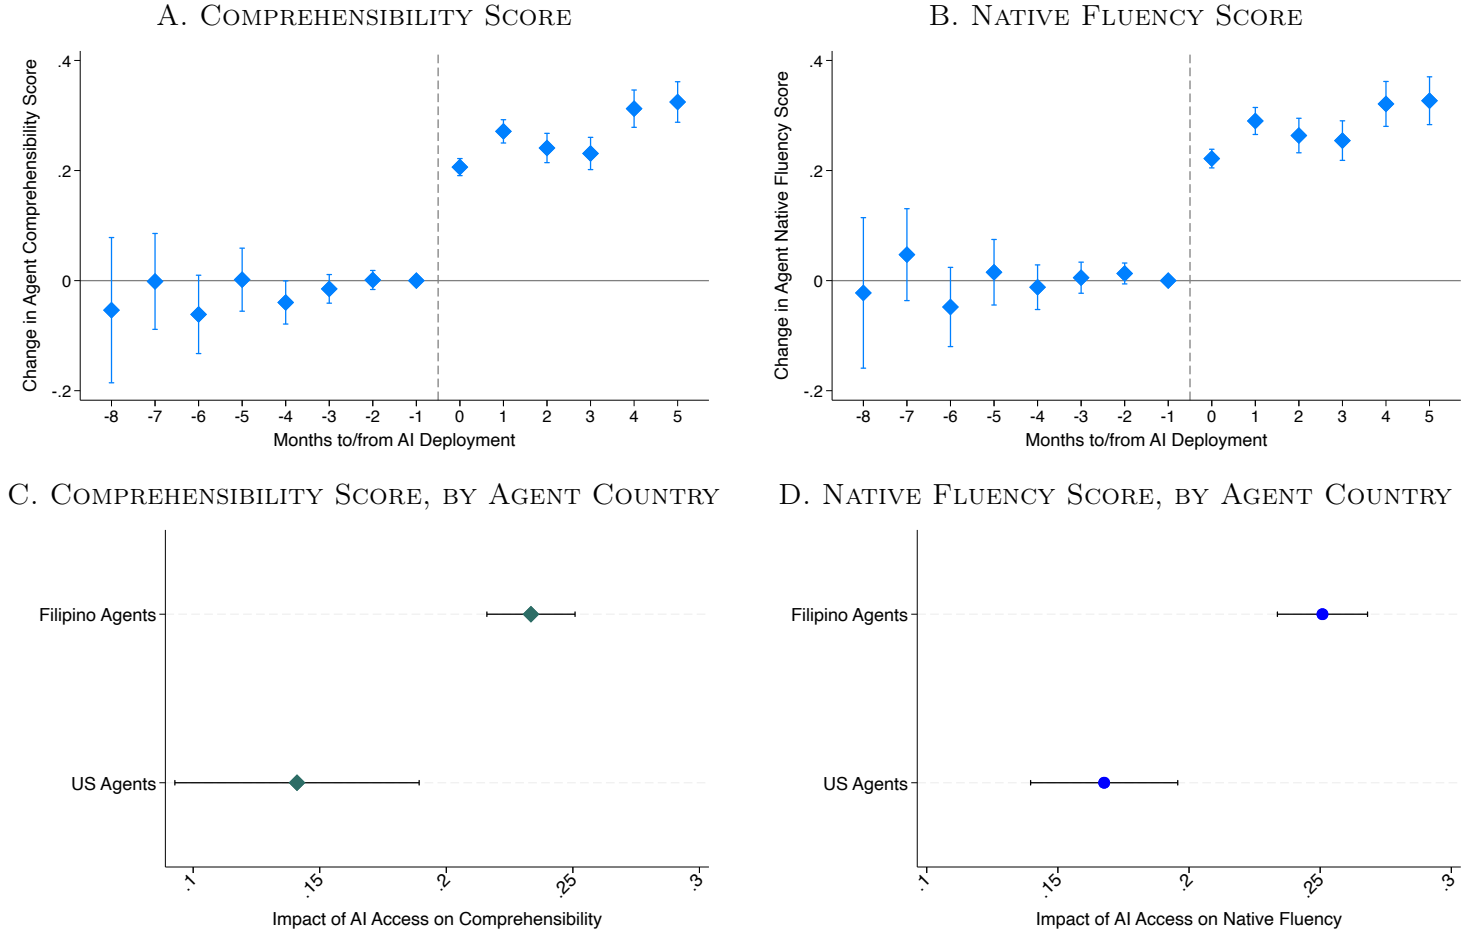 A. Comprehensibility Score
Change in Agent Comprehensibility Score
.4
.2
0
-.2
-8 -7 -6 -5 -4 -3 -2 -1 0 1 2 3 4 5
Months to/from AI Deployment
B. Native Fluency Score
Change in Agent Native Fluency Score
.4
.2
0
-.2
-8 -7 -6 -5 -4 -3 -2 -1 0 1 2 3 4 5
Months to/from AI Deployment
C. Comprehensibility Score, by Agent Country
Filipino Agents
US Agents
.1 .15 .2 .25 .3
Impact of AI Access on Comprehensibility
D. Native Fluency Score, by Agent Country
Filipino Agents
US Agents
.1 .15 .2 .25 .3
Impact of AI Access on Native Fluency